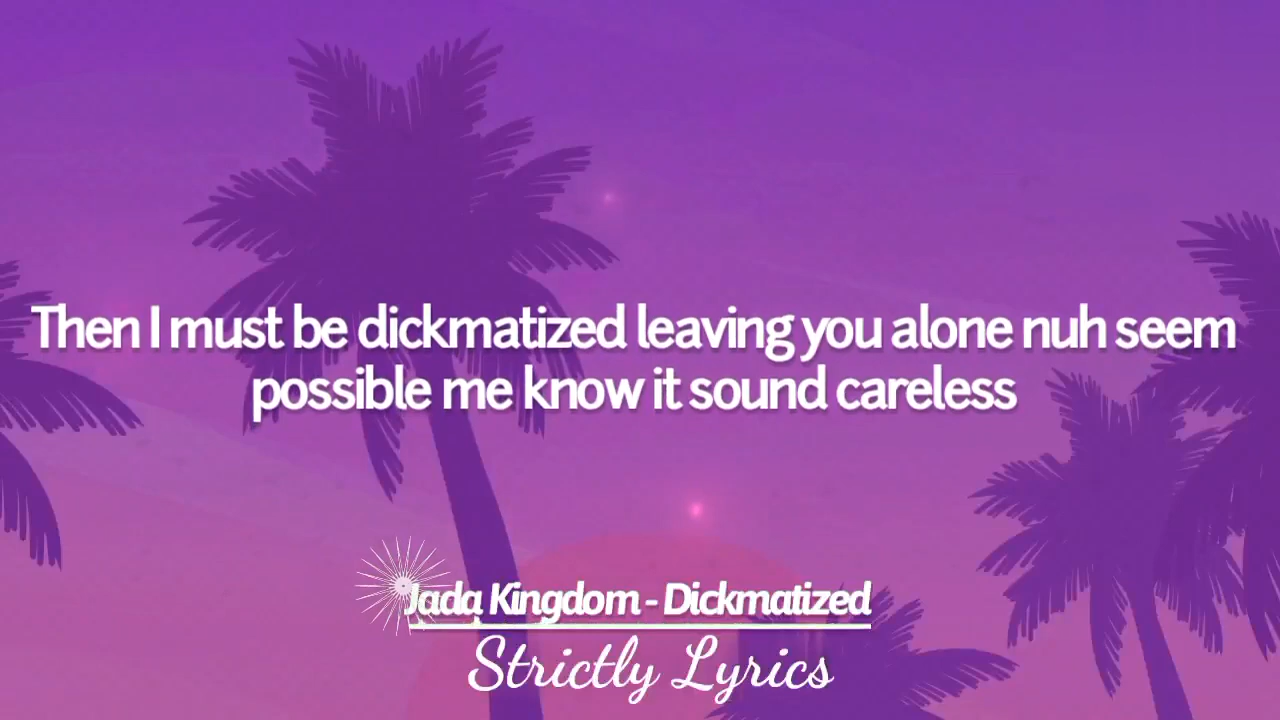 Then I must be dickmatized leaving you alone nuh seem
possible me know it sound careless
Jada Kingdom - Dickmatized
Strictly Lyrics